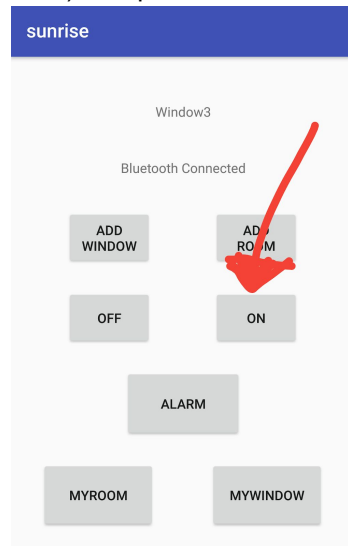 sunrise
Window3
Bluetooth Connected
ADD
WINDOW
ADD
ROOM
OFF
ON
ALARM
MYROOM
MYWINDOW